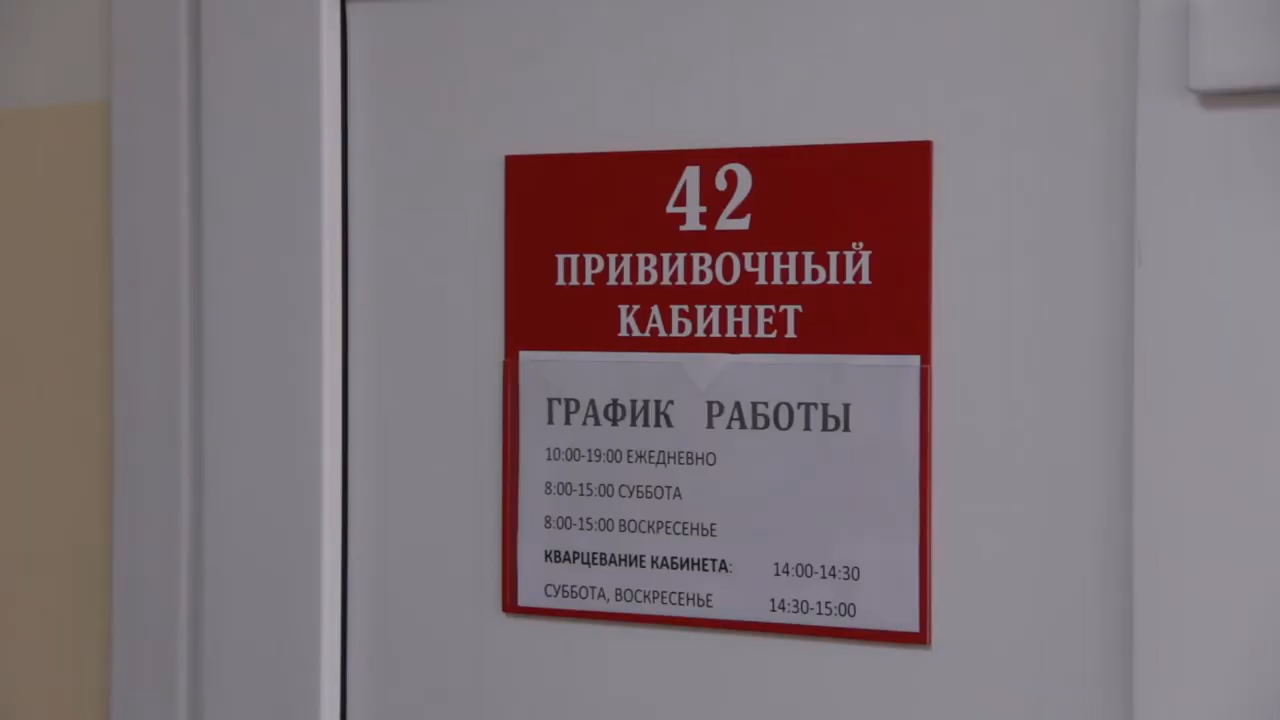 42
ПРИВИВОЧНЫЙ
КАБИНЕТ
ГРАФИК РАБОТЫ
10:00-19:00 ЕЖЕДНЕВНО
8:00-15:00 СУББОТА
8:00-15:00 ВОСКРЕСЕНЬЕ
КВАРЦЕВАНИЕ КАБИНЕТА: 14:00-14:30
СУББОТА, ВОСКРЕСЕНЬЕ 14:30-15:00